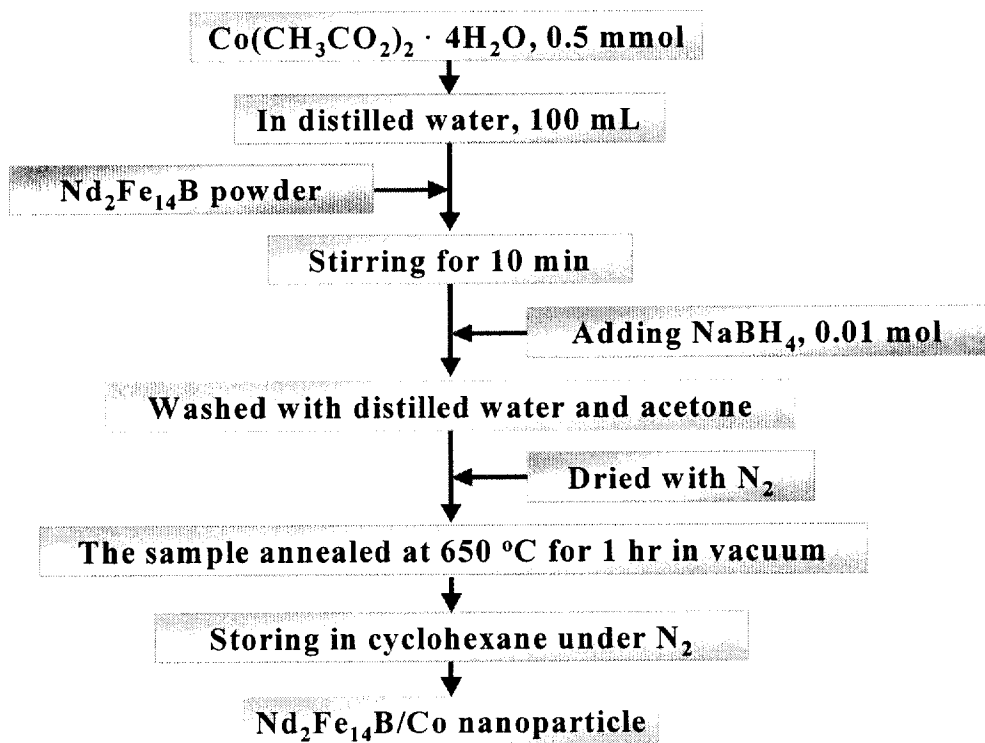 Co(CH₃CO₂)₂ · 4H₂O, 0.5 mmol
In distilled water, 100 mL
Nd₂Fe₁₄B powder
Stirring for 10 min
Adding NaBH₄, 0.01 mol
Washed with distilled water and acetone
Dried with N₂
The sample annealed at 650 °C for 1 hr in vacuum
Storing in cyclohexane under N₂
Nd₂Fe₁₄B/Co nanoparticle